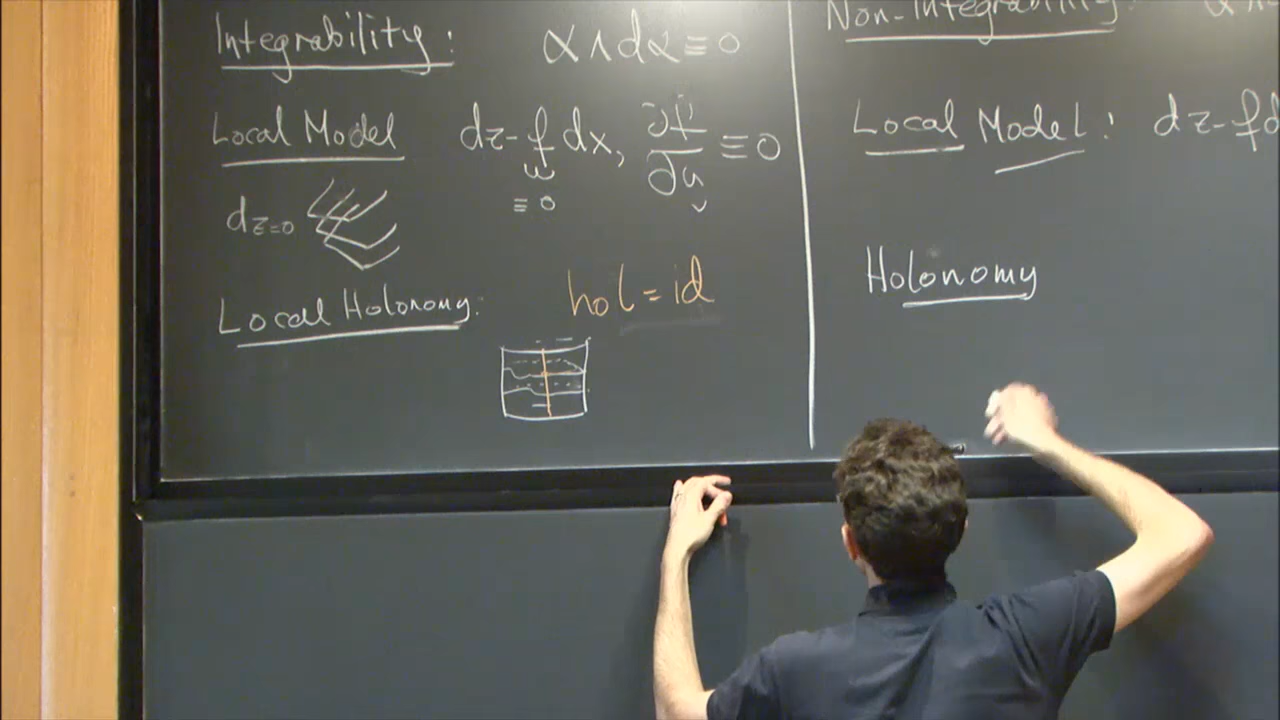 Integrability: α∧dα≡0
Local Model dz-f dx, ∂f/∂y ≡0
≡0
dz=0
Local Holonomy: hol=id
Non-Integrability:
Local Model: dz-fd
Holonomy